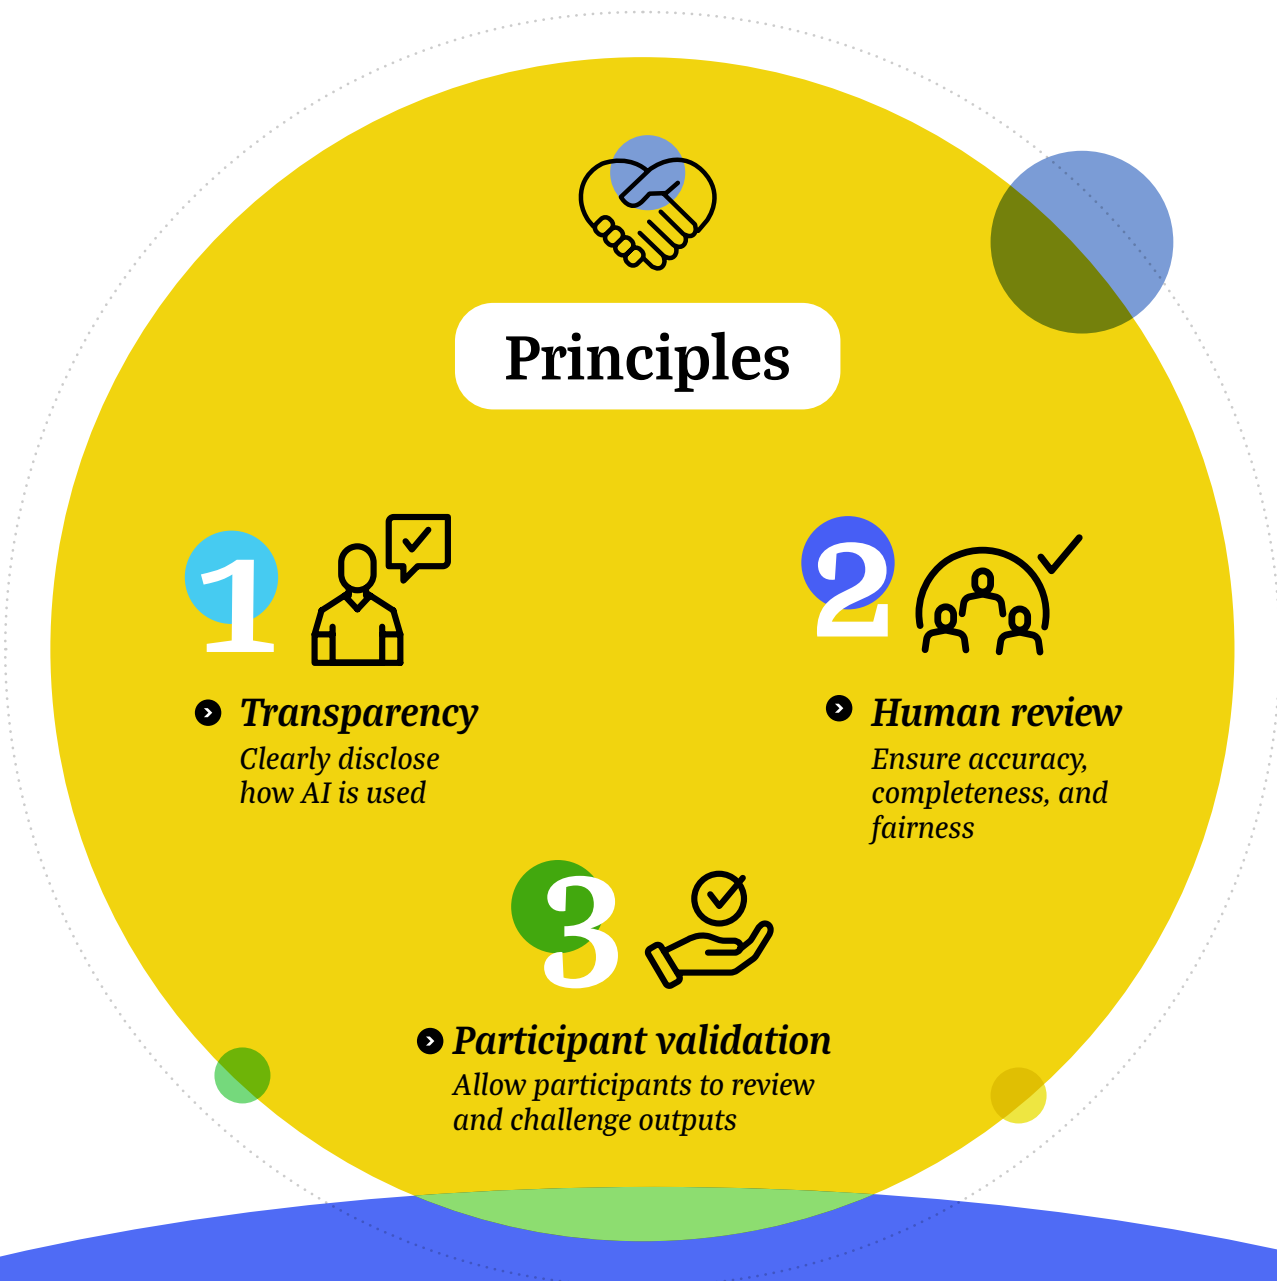 Principles
1
Transparency
Clearly disclose
how AI is used
2
Human review
Ensure accuracy,
completeness, and
fairness
3
Participant validation
Allow participants to review
and challenge outputs